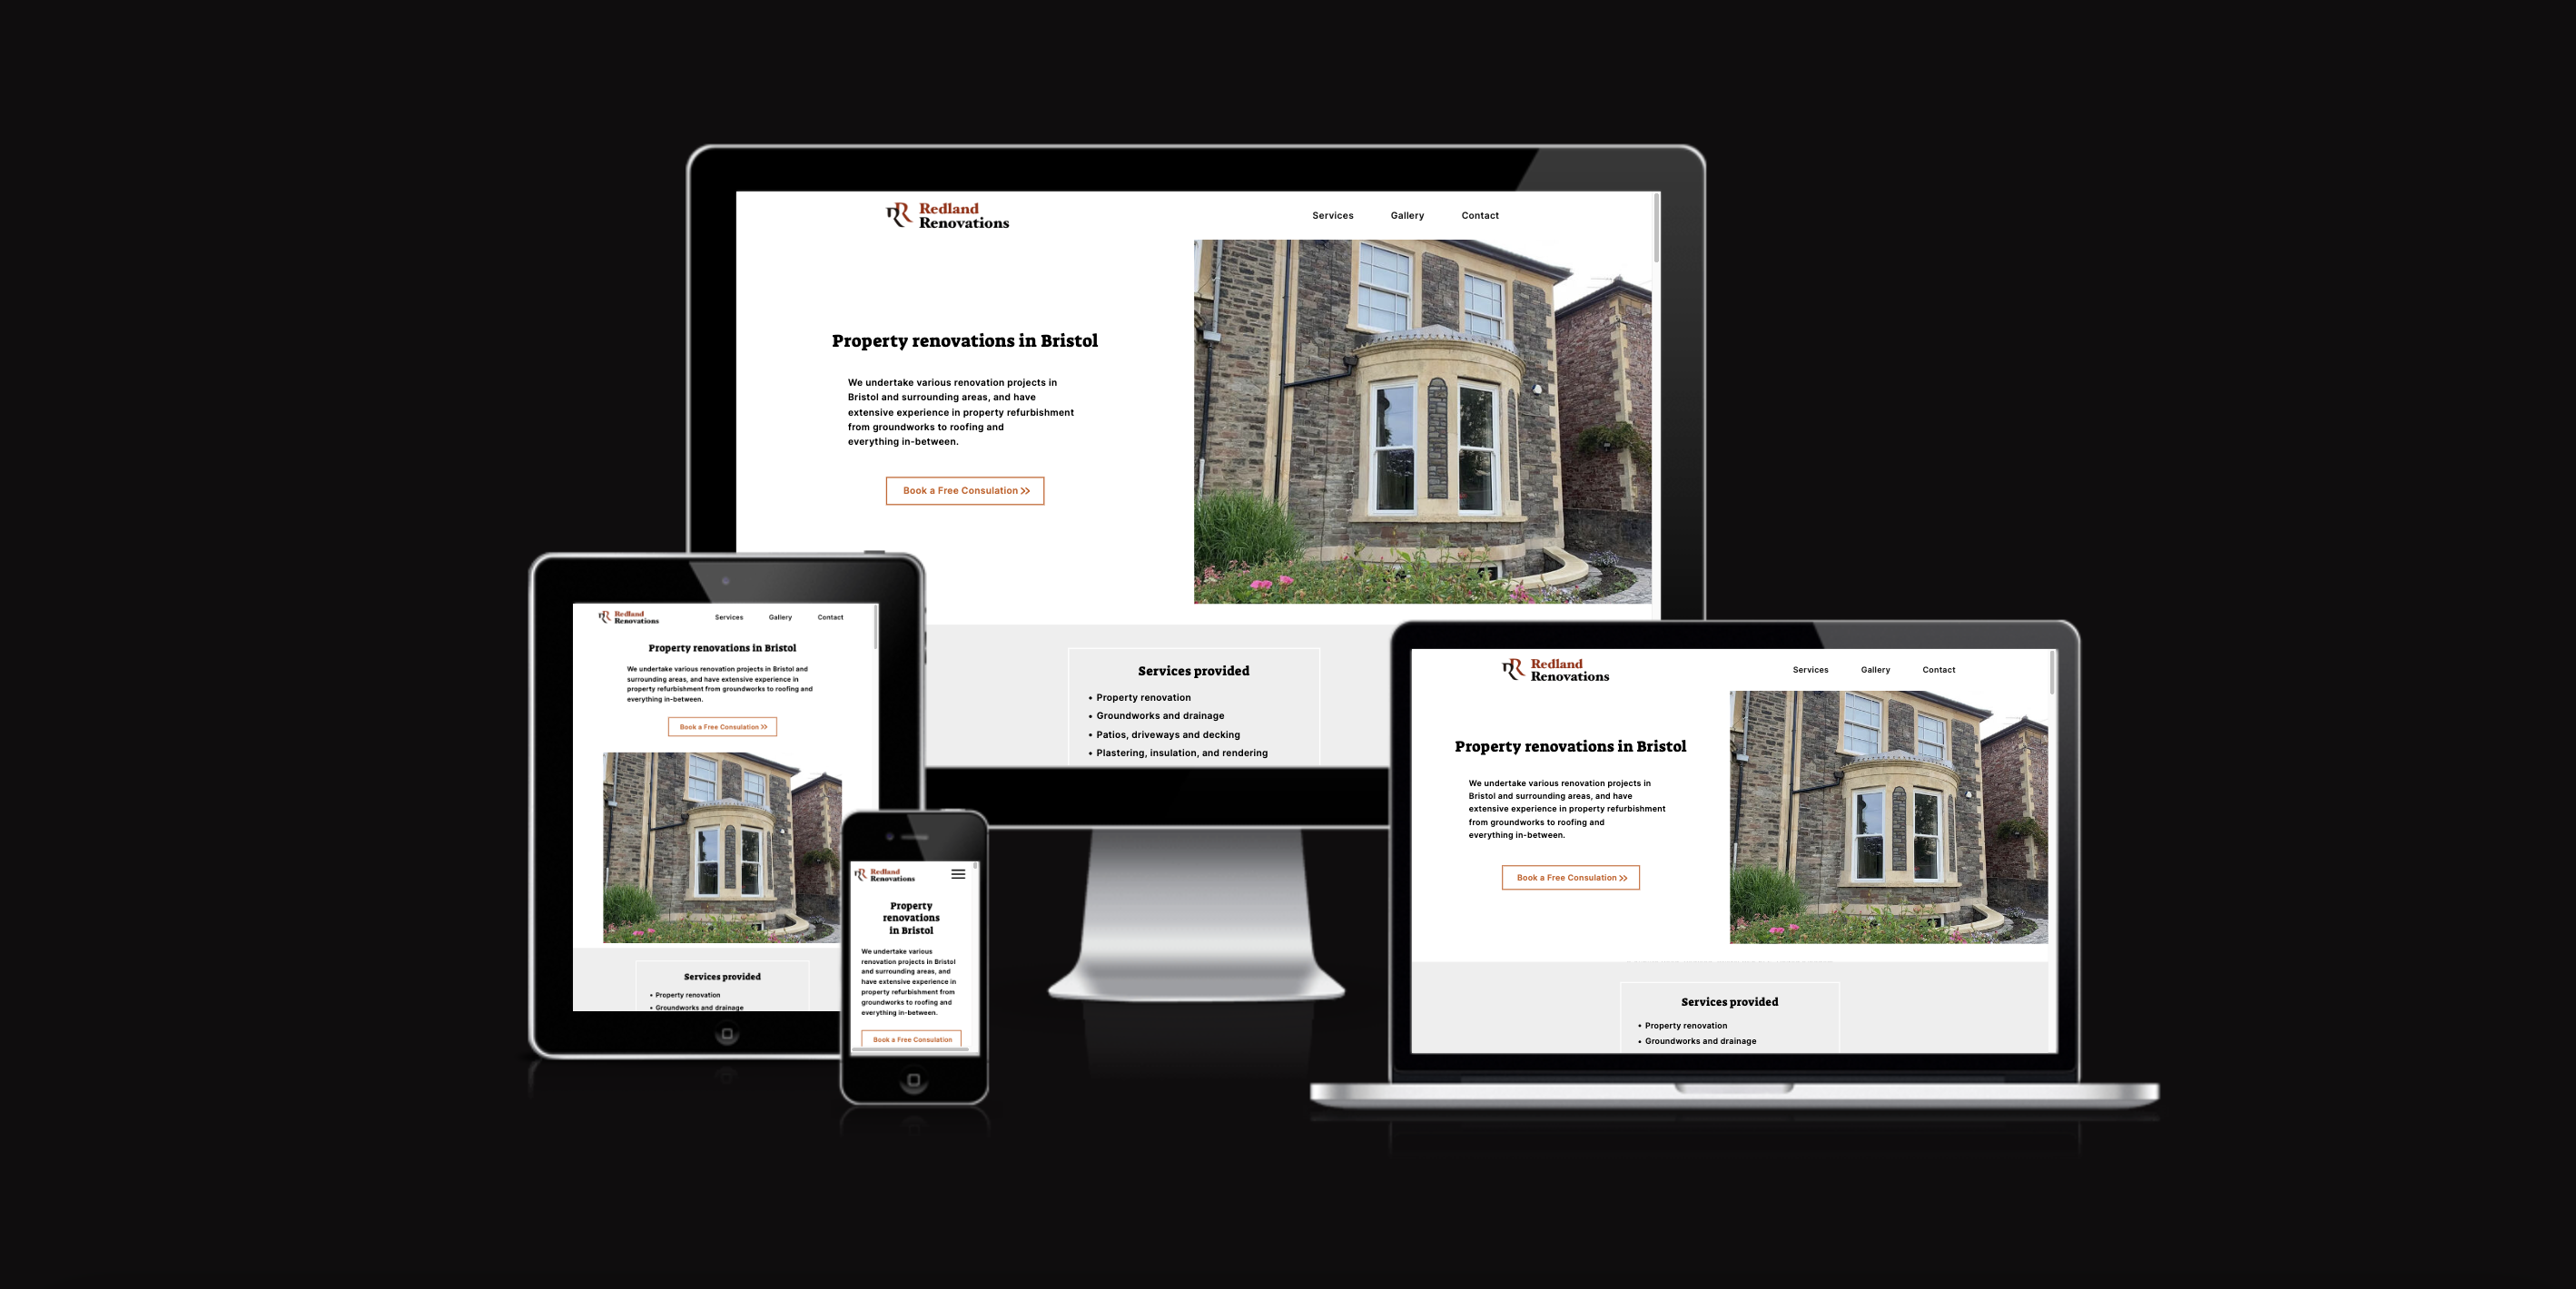 Redland
Renovations
Services
Gallery
Contact
Property renovations in Bristol
We undertake various renovation projects in
Bristol and surrounding areas, and have
extensive experience in property refurbishment
from groundworks to roofing and
everything in-between.
Book a Free Consulation >>
Services provided
• Property renovation
• Groundworks and drainage
• Patios, driveways and decking
• Plastering, insulation, and rendering
Redland
Renovations
Services
Gallery
Contact
Property renovations in Bristol
We undertake various renovation projects in Bristol and
surrounding areas, and have extensive experience in
property refurbishment from groundworks to roofing and
everything in-between.
Book a Free Consulation >>
Services provided
• Property renovation
• Groundworks and drainage
Redland
Renovations
Property
renovations
in Bristol
We undertake various
renovation projects in Bristol
and surrounding areas, and
have extensive experience in
property refurbishment from
groundworks to roofing and
everything in-between.
Book a Free Consulation
Redland
Renovations
Services
Gallery
Contact
Property renovations in Bristol
We undertake various renovation projects in
Bristol and surrounding areas, and have
extensive experience in property refurbishment
from groundworks to roofing and
everything in-between.
Book a Free Consulation >>
Services provided
• Property renovation
• Groundworks and drainage